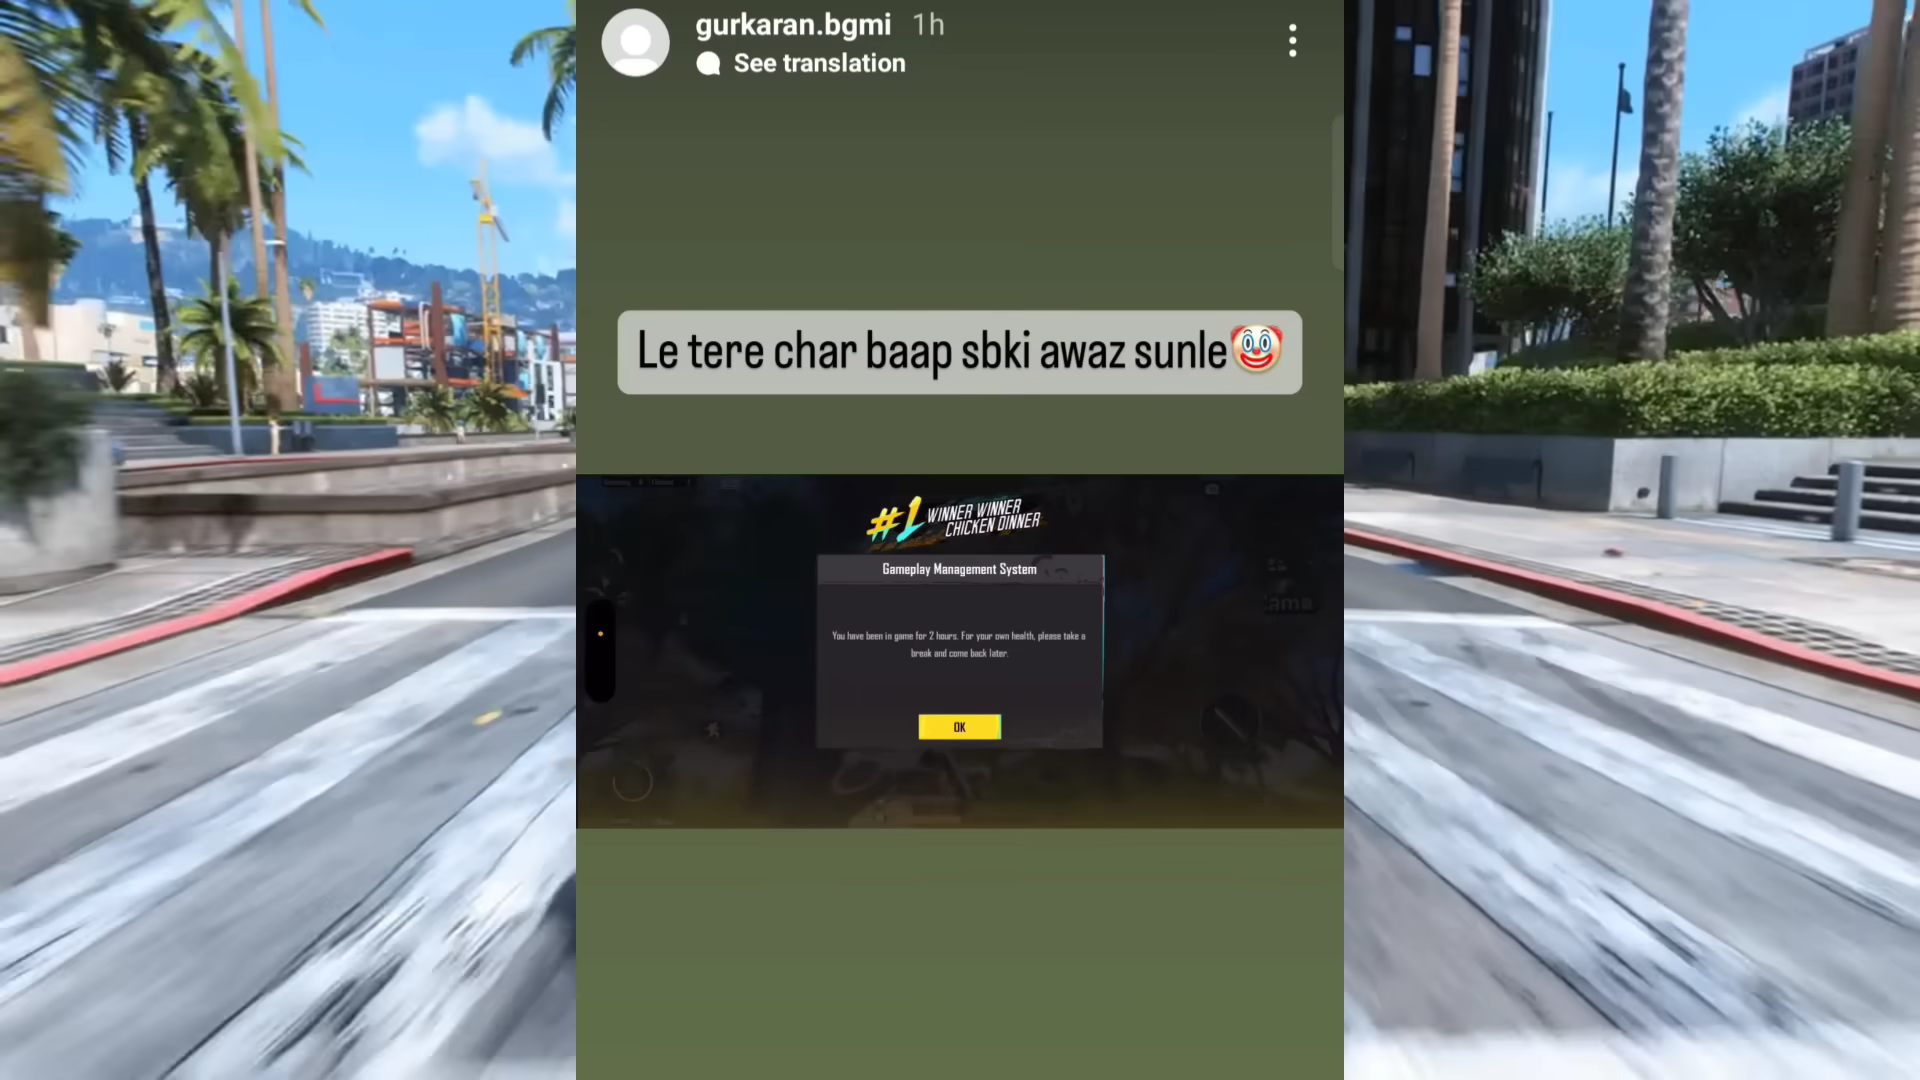 gurkaran.bgmi 1h
See translation
Le tere char baap sbki awaz sunle🤡
#1 WINNER WINNER
CHICKEN DINNER
Gameplay Management System
You have been in game for 2 hours. For your own health, please take a
break and come back later.
OK